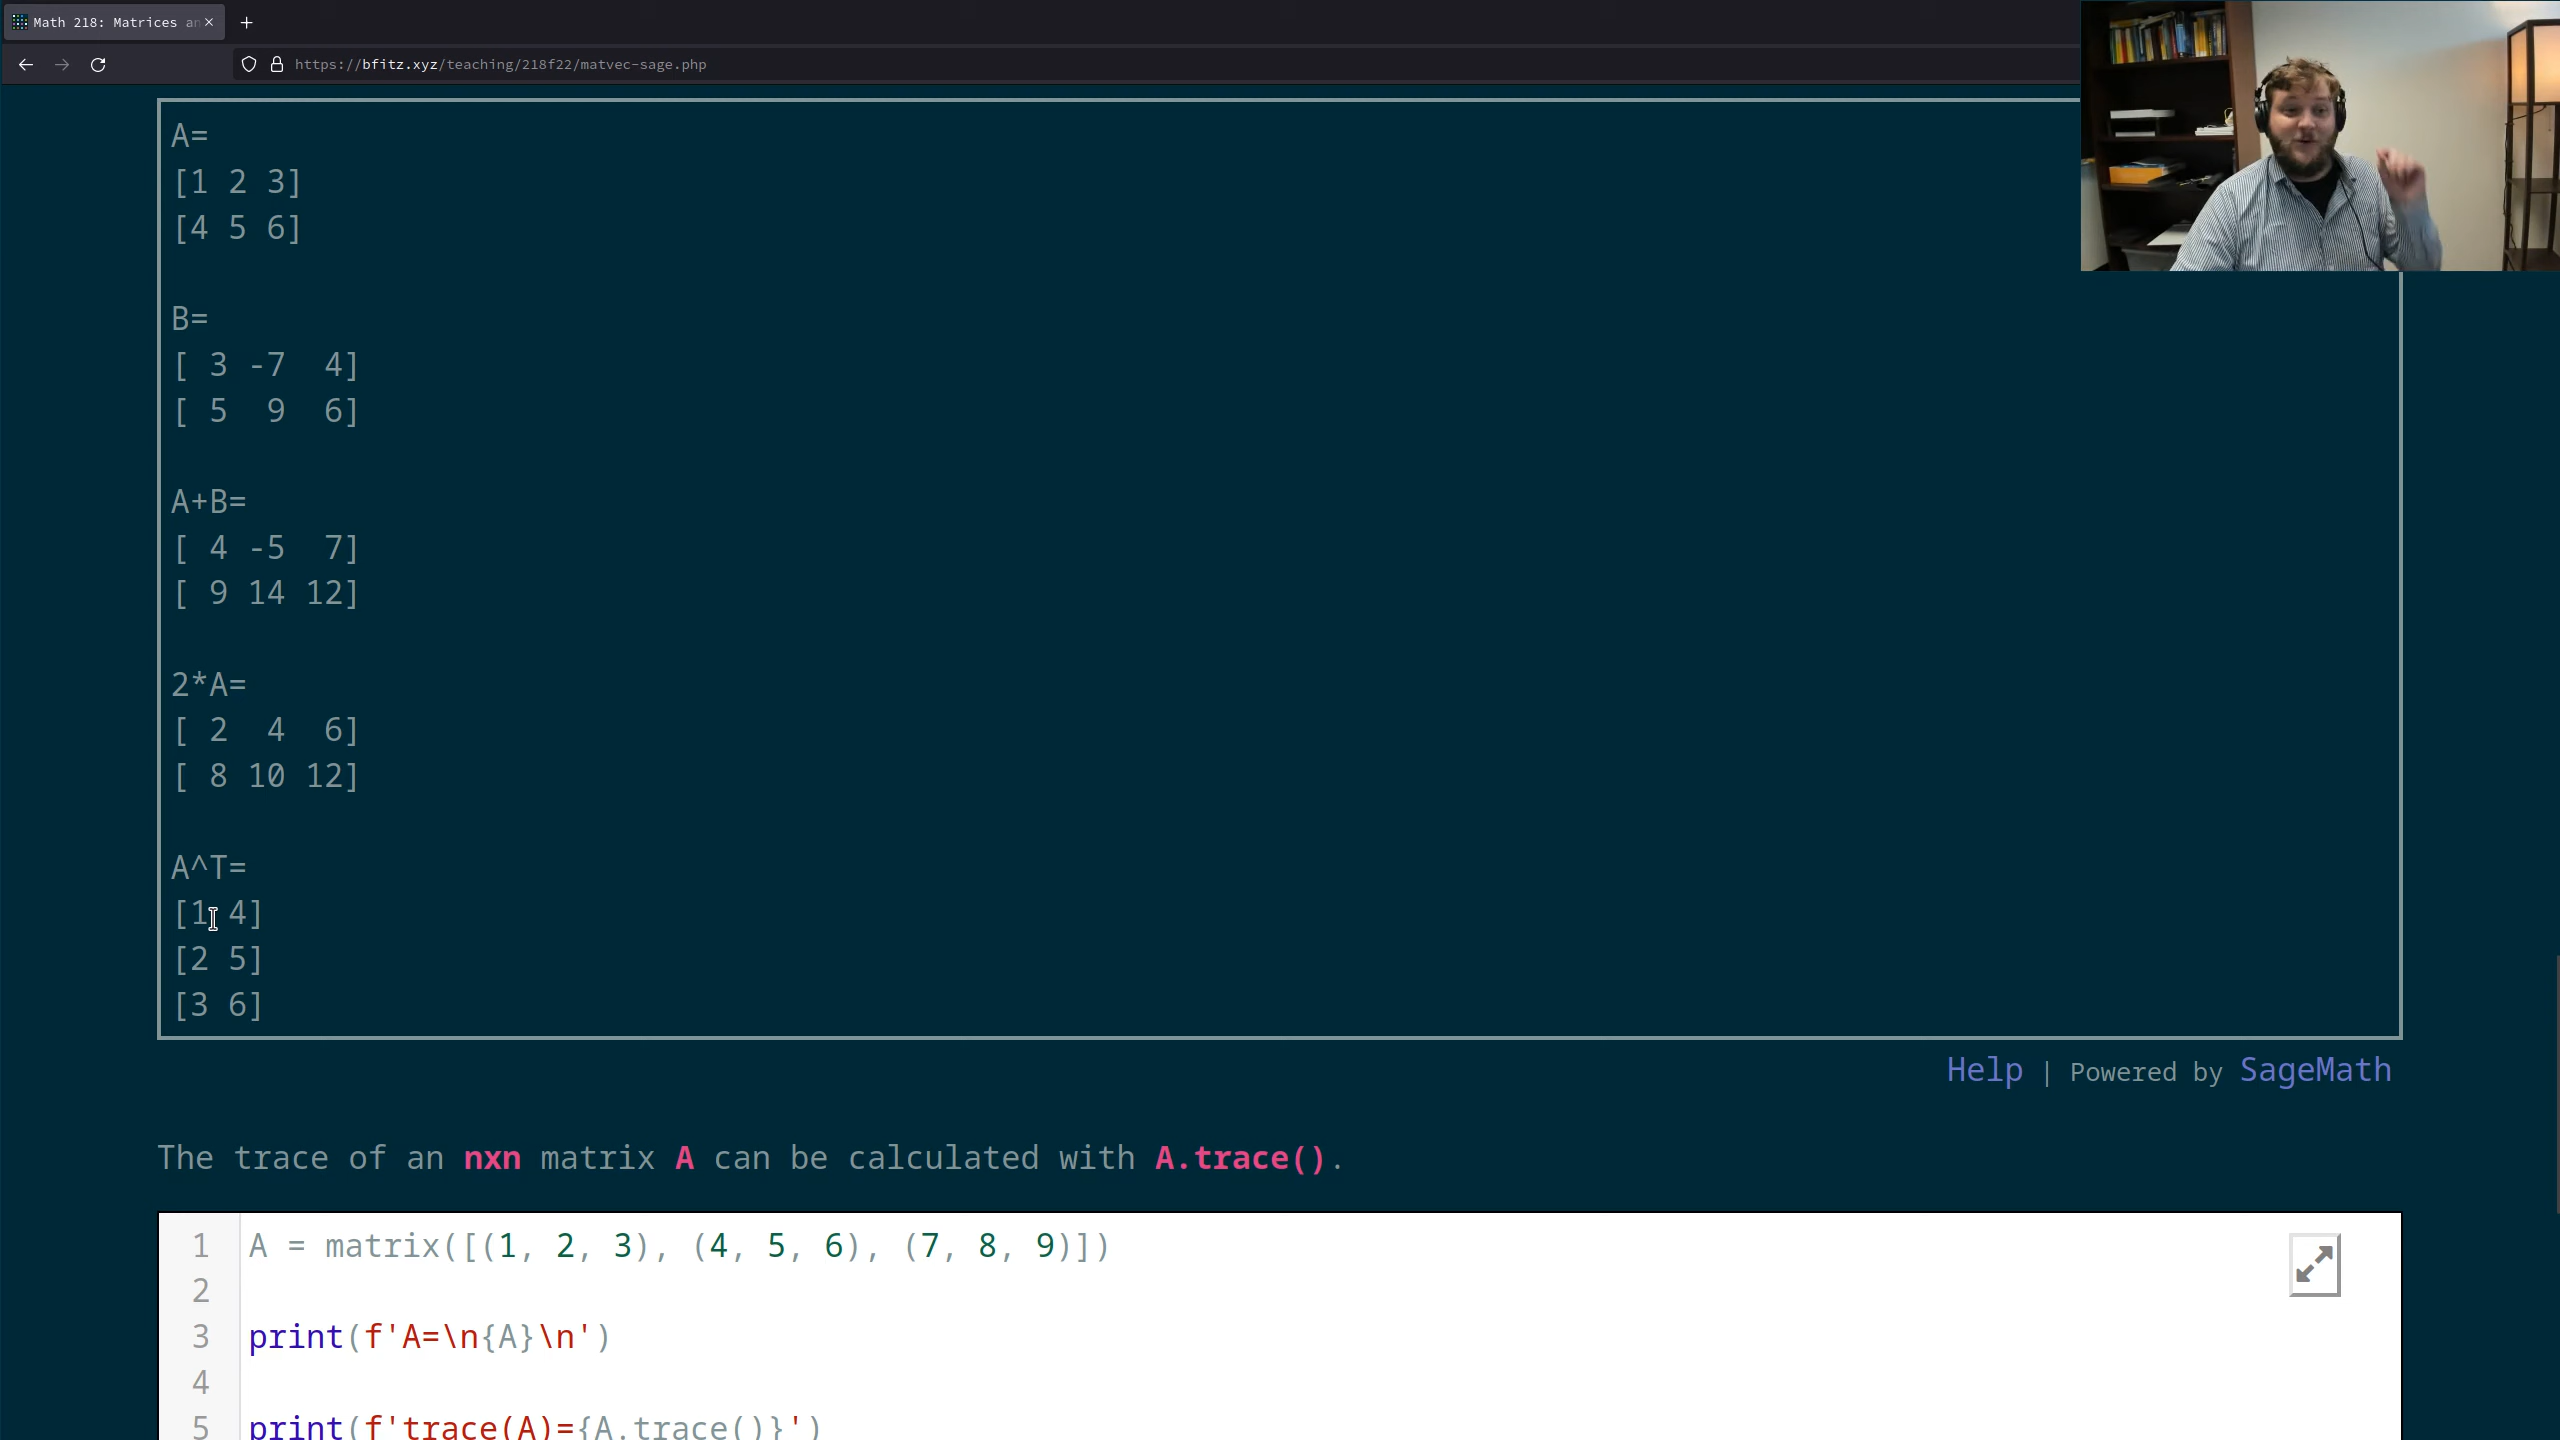 Math 218: Matrices an
https://bfitz.xyz/teaching/218f22/matvec-sage.php
A=
[1 2 3]
[4 5 6]
B=
[ 3 -7  4]
[ 5  9  6]
A+B=
[ 4 -5  7]
[ 9 14 12]
2*A=
[ 2  4  6]
[ 8 10 12]
A^T=
[1 4]
[2 5]
[3 6]
Help | Powered by SageMath
The trace of an nxn matrix A can be calculated with A.trace().
1 A = matrix([(1, 2, 3), (4, 5, 6), (7, 8, 9)])
2
3 print(f'A=\n{A}\n')
4
5 print(f'trace(A)={A.trace()}')